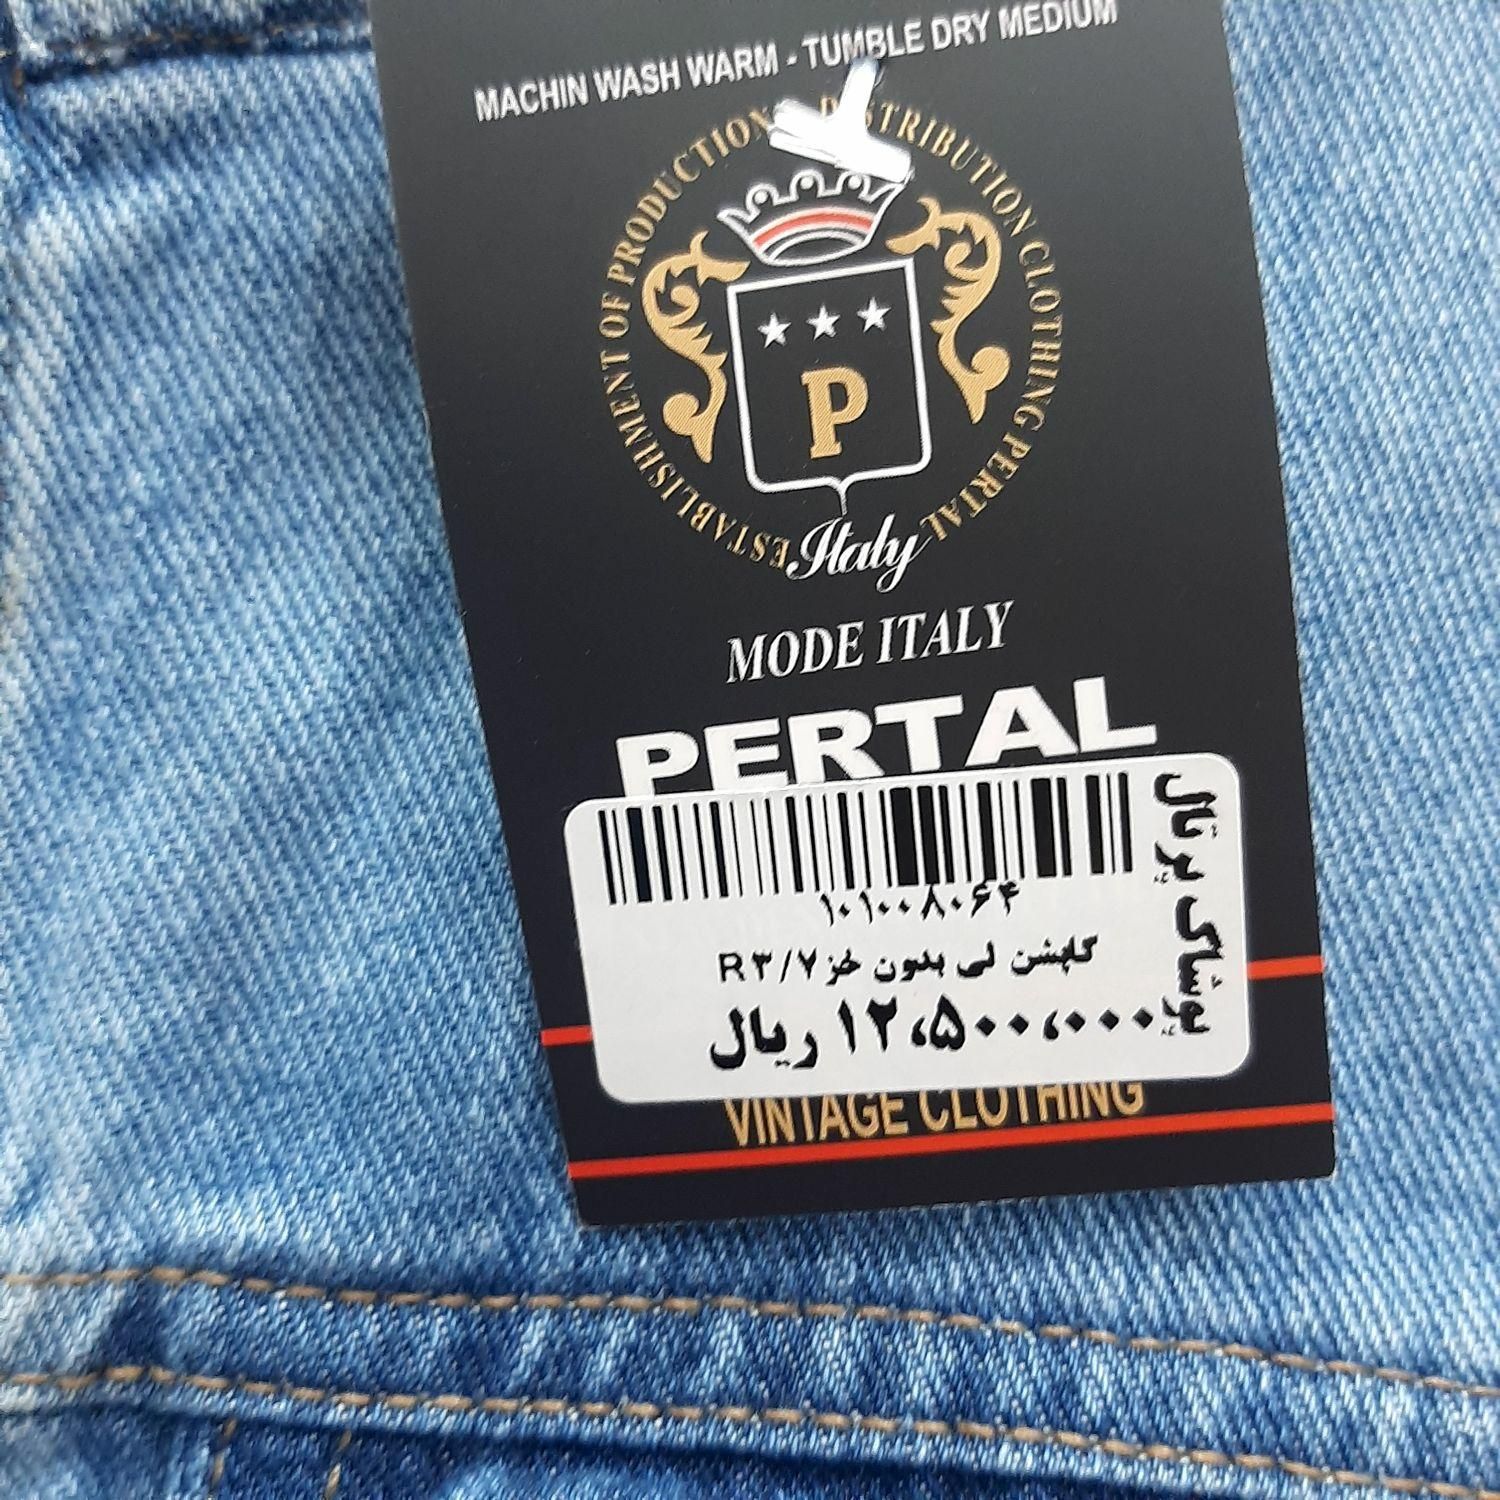 MACHIN WASH WARM - TUMBLE DRY MEDIUM
ESTABLISHMENT OF PRODUCTION DISTRIBUTION CLOTHING PERTAL
P
Italy
MODE ITALY
PERTAL
۱۰۱۰۰۸۰۶۴
کاپشن لی بدون خز R۳/۷
۱۲،۵۰۰،۰۰۰ ریال
پوشاک پرتال
VINTAGE CLOTHING